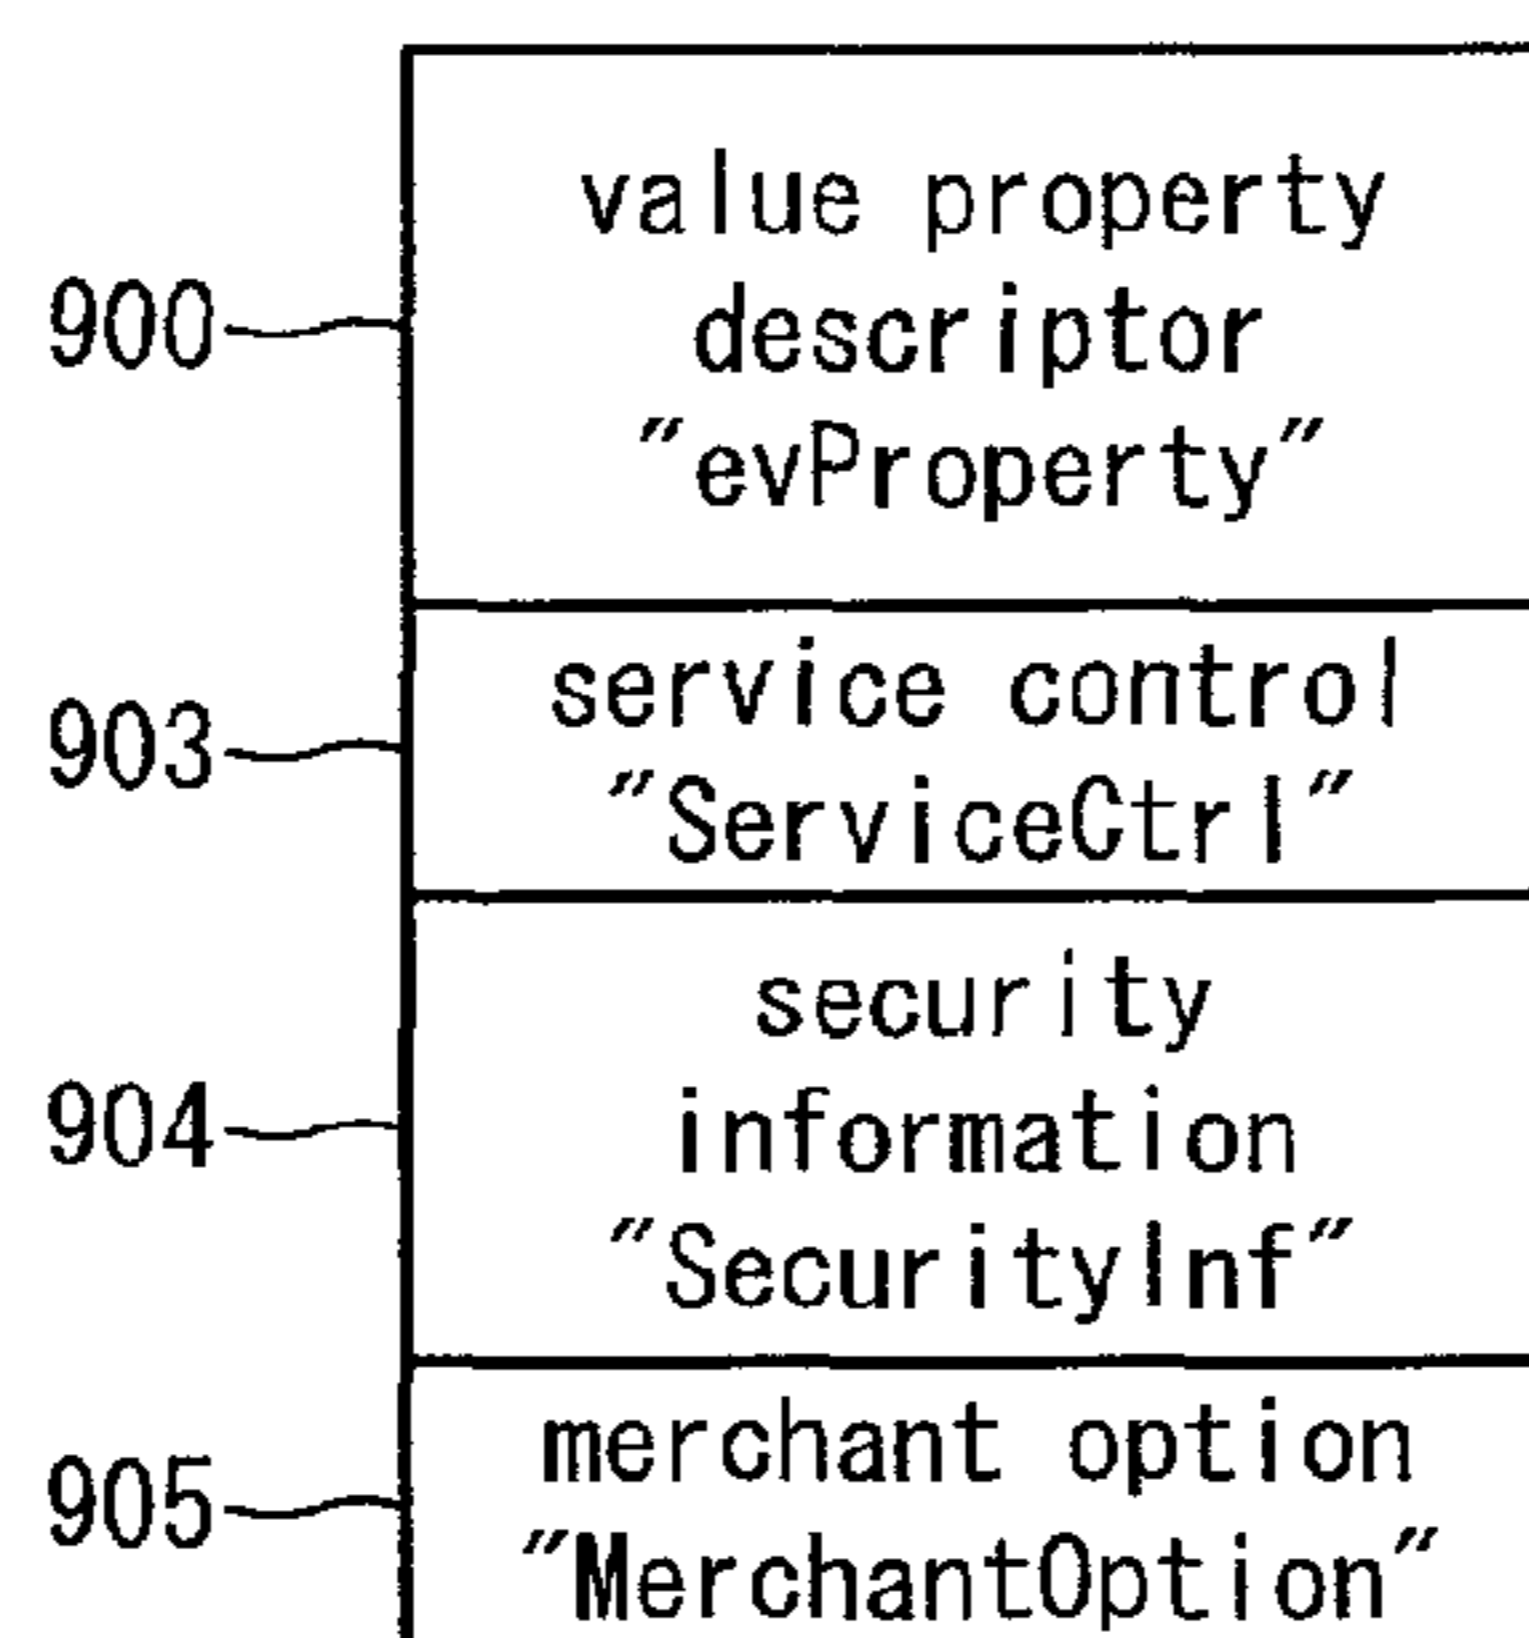 value property
900
descriptor
"evProperty"
service control
903
"ServiceCtrl"
security
904
information
"SecurityInf"
merchant option
905
"MerchantOption"